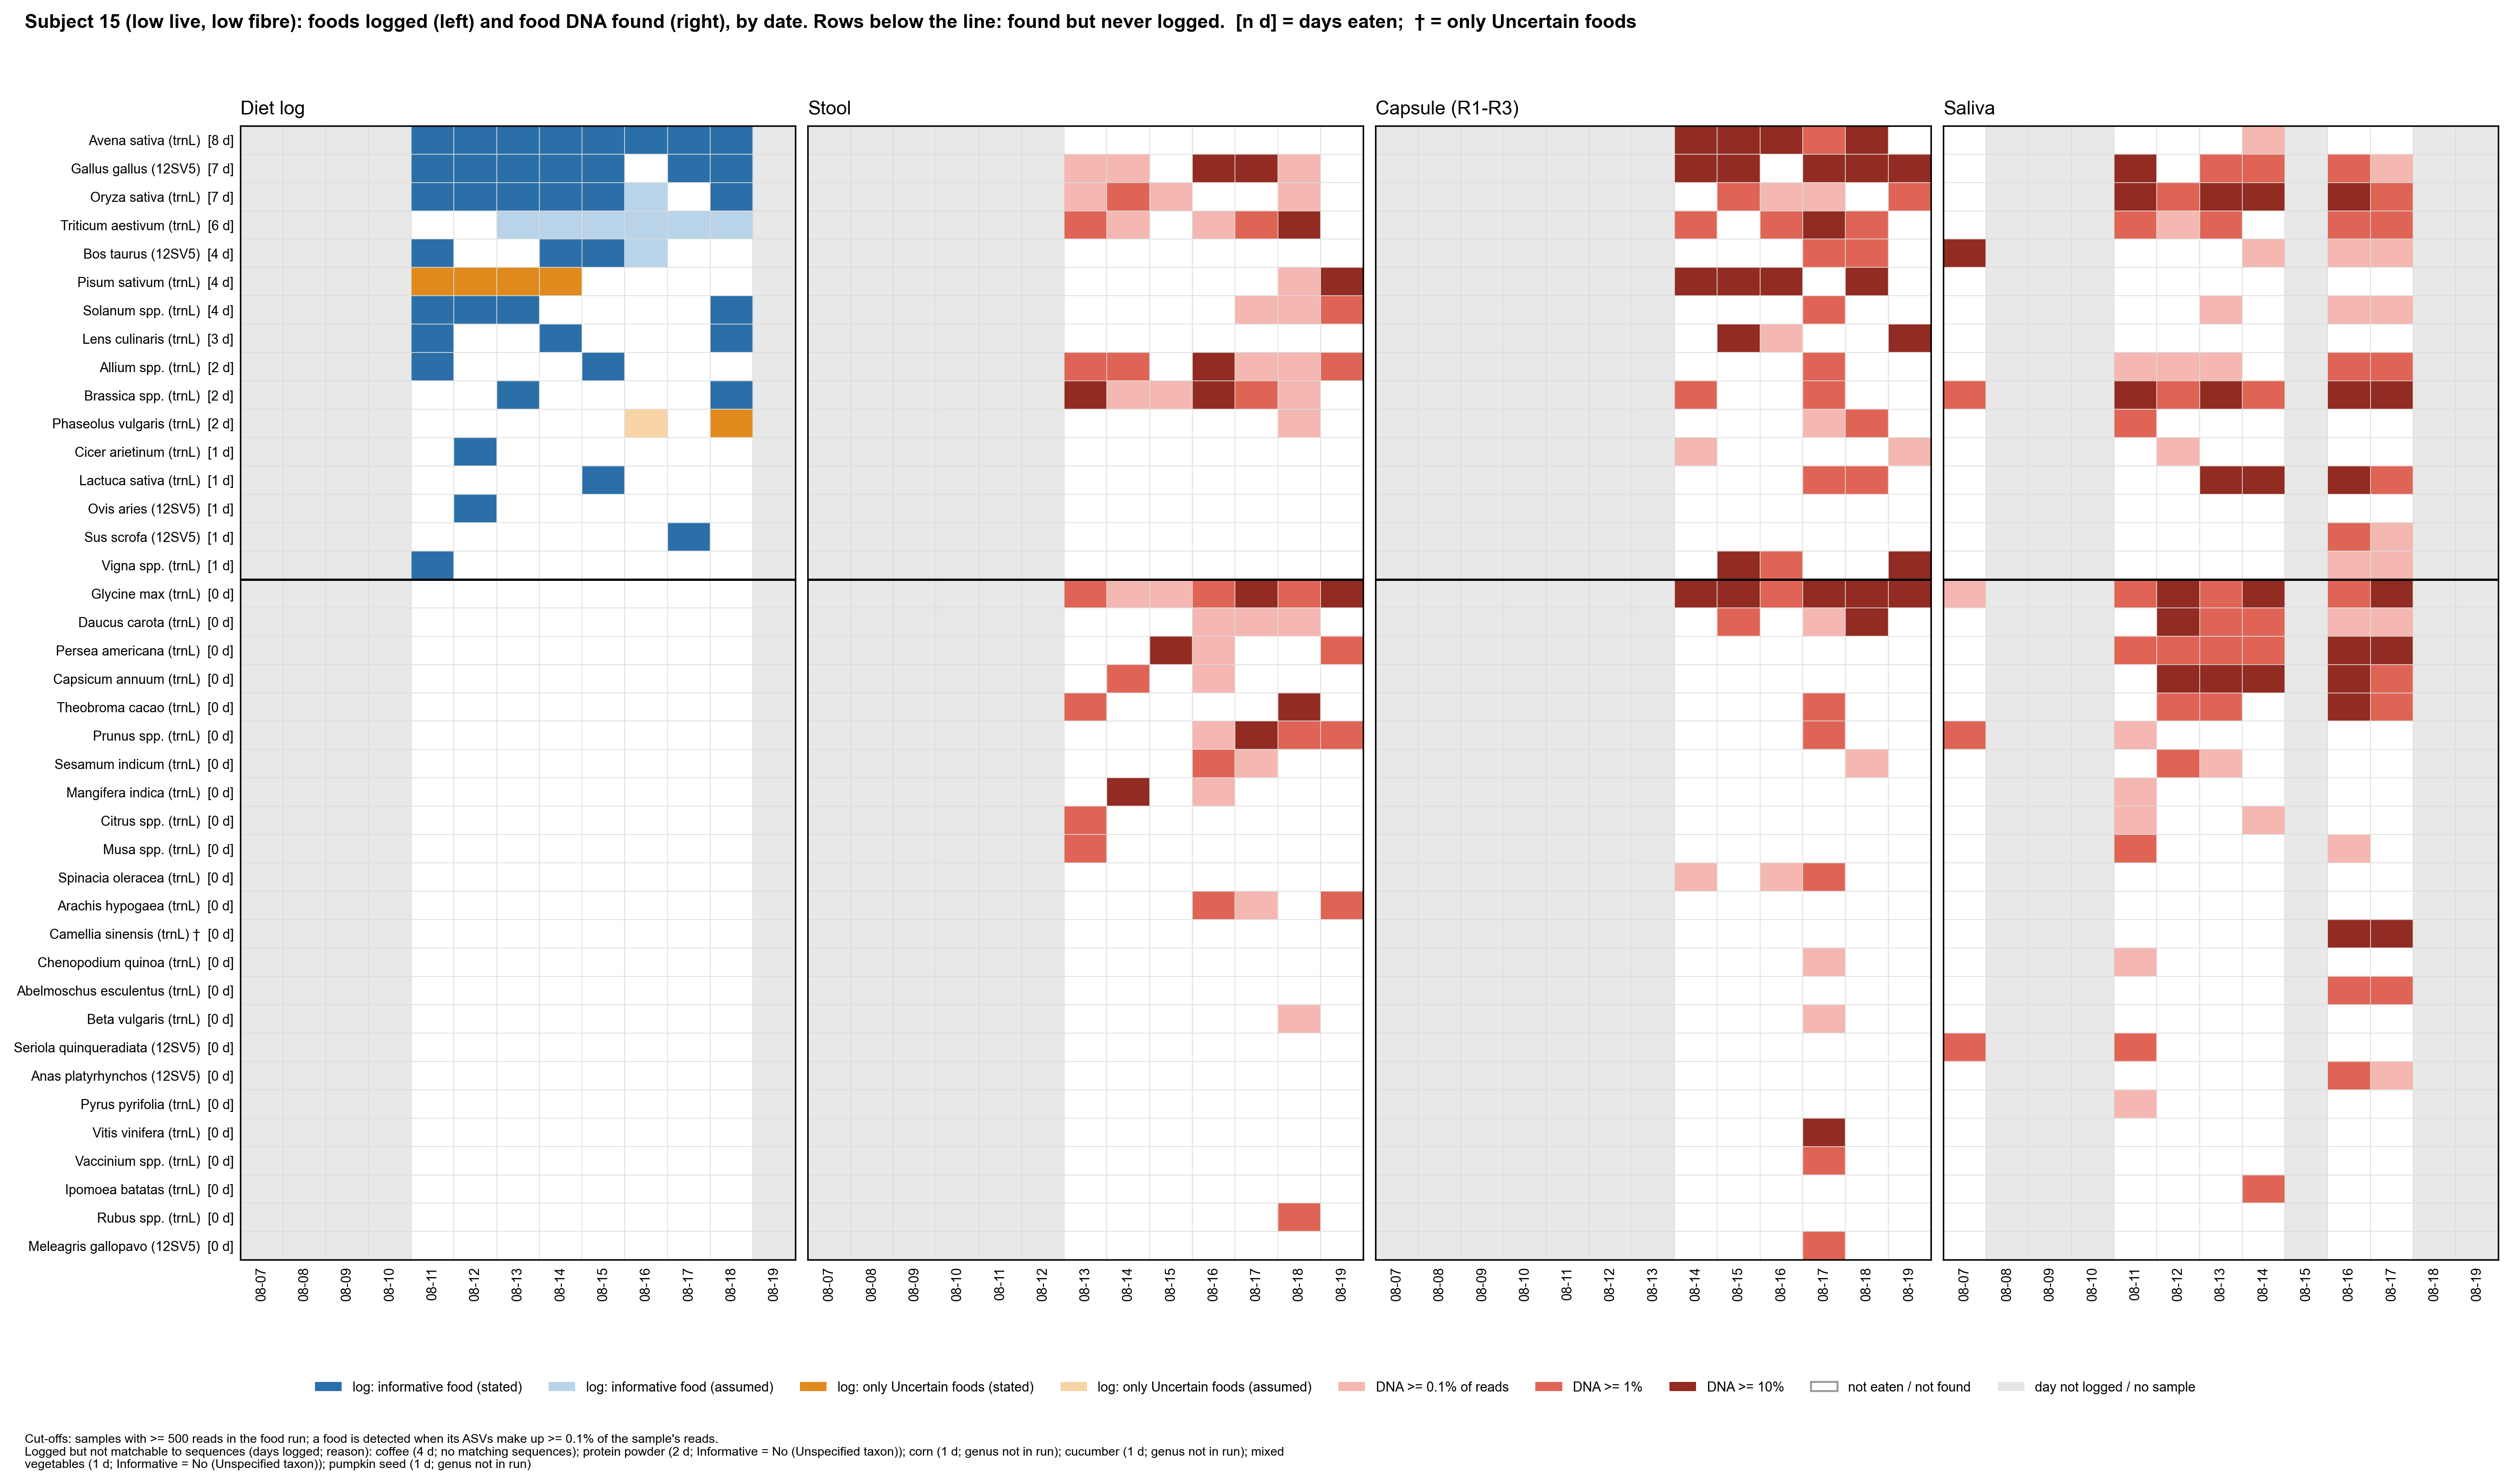 Subject 15 (low live, low fibre): foods logged (left) and food DNA found (right), by date. Rows below the line: found but never logged.  [n d] = days eaten;  † = only Uncertain foods
Diet log
Stool
Capsule (R1-R3)
Saliva
Avena sativa (trnL)  [8 d]
Gallus gallus (12SV5)  [7 d]
Oryza sativa (trnL)  [7 d]
Triticum aestivum (trnL)  [6 d]
Bos taurus (12SV5)  [4 d]
Pisum sativum (trnL)  [4 d]
Solanum spp. (trnL)  [4 d]
Lens culinaris (trnL)  [3 d]
Allium spp. (trnL)  [2 d]
Brassica spp. (trnL)  [2 d]
Phaseolus vulgaris (trnL)  [2 d]
Cicer arietinum (trnL)  [1 d]
Lactuca sativa (trnL)  [1 d]
Ovis aries (12SV5)  [1 d]
Sus scrofa (12SV5)  [1 d]
Vigna spp. (trnL)  [1 d]
Glycine max (trnL)  [0 d]
Daucus carota (trnL)  [0 d]
Persea americana (trnL)  [0 d]
Capsicum annuum (trnL)  [0 d]
Theobroma cacao (trnL)  [0 d]
Prunus spp. (trnL)  [0 d]
Sesamum indicum (trnL)  [0 d]
Mangifera indica (trnL)  [0 d]
Citrus spp. (trnL)  [0 d]
Musa spp. (trnL)  [0 d]
Spinacia oleracea (trnL)  [0 d]
Arachis hypogaea (trnL)  [0 d]
Camellia sinensis (trnL) †  [0 d]
Chenopodium quinoa (trnL)  [0 d]
Abelmoschus esculentus (trnL)  [0 d]
Beta vulgaris (trnL)  [0 d]
Seriola quinqueradiata (12SV5)  [0 d]
Anas platyrhynchos (12SV5)  [0 d]
Pyrus pyrifolia (trnL)  [0 d]
Vitis vinifera (trnL)  [0 d]
Vaccinium spp. (trnL)  [0 d]
Ipomoea batatas (trnL)  [0 d]
Rubus spp. (trnL)  [0 d]
Meleagris gallopavo (12SV5)  [0 d]
08-07 08-08 08-09 08-10 08-11 08-12 08-13 08-14 08-15 08-16 08-17 08-18 08-19
08-07 08-08 08-09 08-10 08-11 08-12 08-13 08-14 08-15 08-16 08-17 08-18 08-19
08-07 08-08 08-09 08-10 08-11 08-12 08-13 08-14 08-15 08-16 08-17 08-18 08-19
08-07 08-08 08-09 08-10 08-11 08-12 08-13 08-14 08-15 08-16 08-17 08-18 08-19
log: informative food (stated)
log: informative food (assumed)
log: only Uncertain foods (stated)
log: only Uncertain foods (assumed)
DNA >= 0.1% of reads
DNA >= 1%
DNA >= 10%
not eaten / not found
day not logged / no sample
Cut-offs: samples with >= 500 reads in the food run; a food is detected when its ASVs make up >= 0.1% of the sample's reads.
Logged but not matchable to sequences (days logged; reason): coffee (4 d; no matching sequences); protein powder (2 d; Informative = No (Unspecified taxon)); corn (1 d; genus not in run); cucumber (1 d; genus not in run); mixed
vegetables (1 d; Informative = No (Unspecified taxon)); pumpkin seed (1 d; genus not in run)